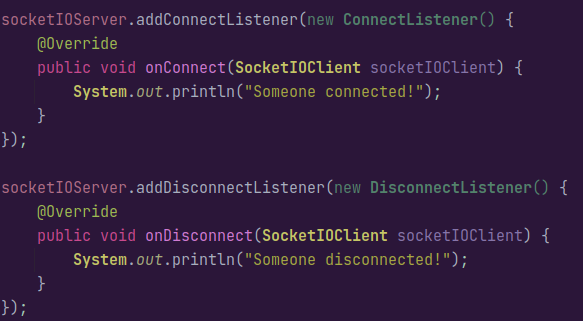 socketIOServer.addConnectListener(new ConnectListener() {
    @Override
    public void onConnect(SocketIOClient socketIOClient) {
        System.out.println("Someone connected!");
    }
});

socketIOServer.addDisconnectListener(new DisconnectListener() {
    @Override
    public void onDisconnect(SocketIOClient socketIOClient) {
        System.out.println("Someone disconnected!");
    }
});